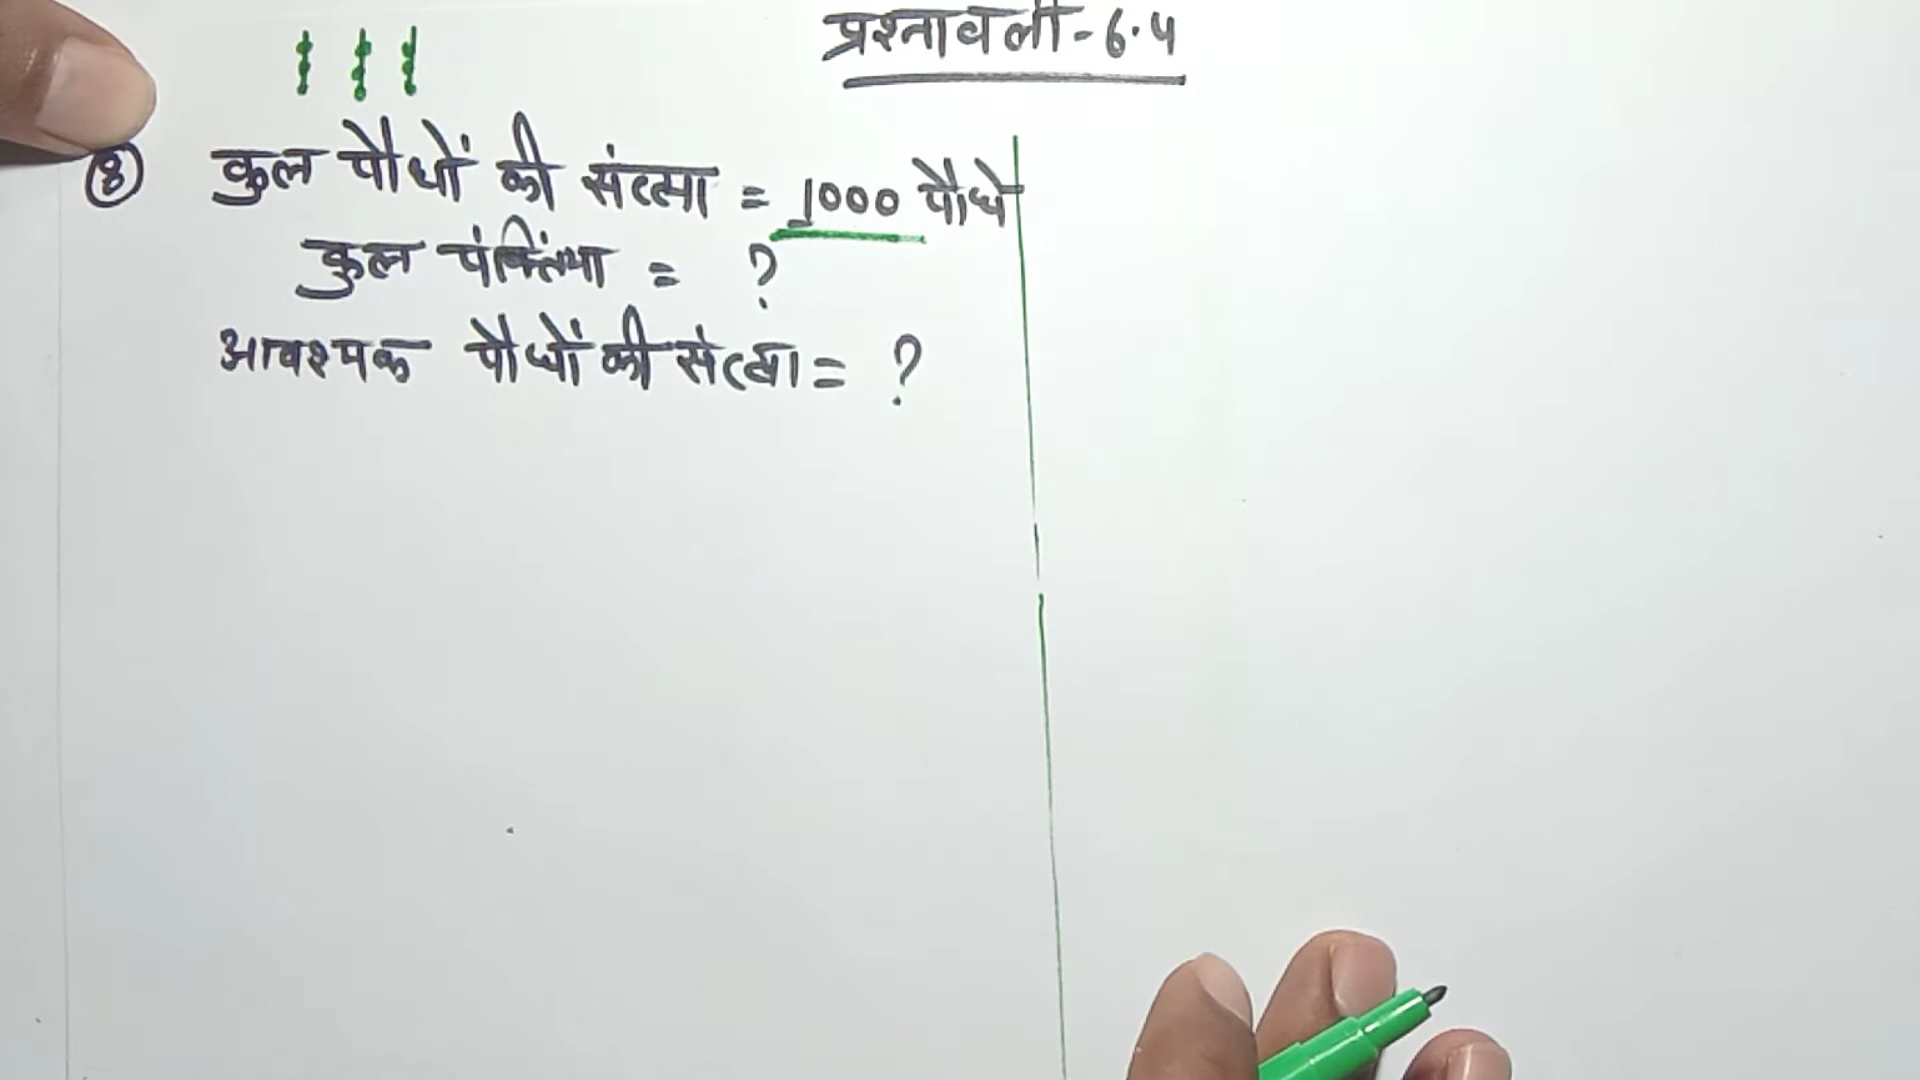 प्रश्नावली-6.4
⑧ कुल पौधों की संख्या = 1000 पौधे
कुल पंक्तिंया = ?
आवश्यक पौधों की संख्या = ?